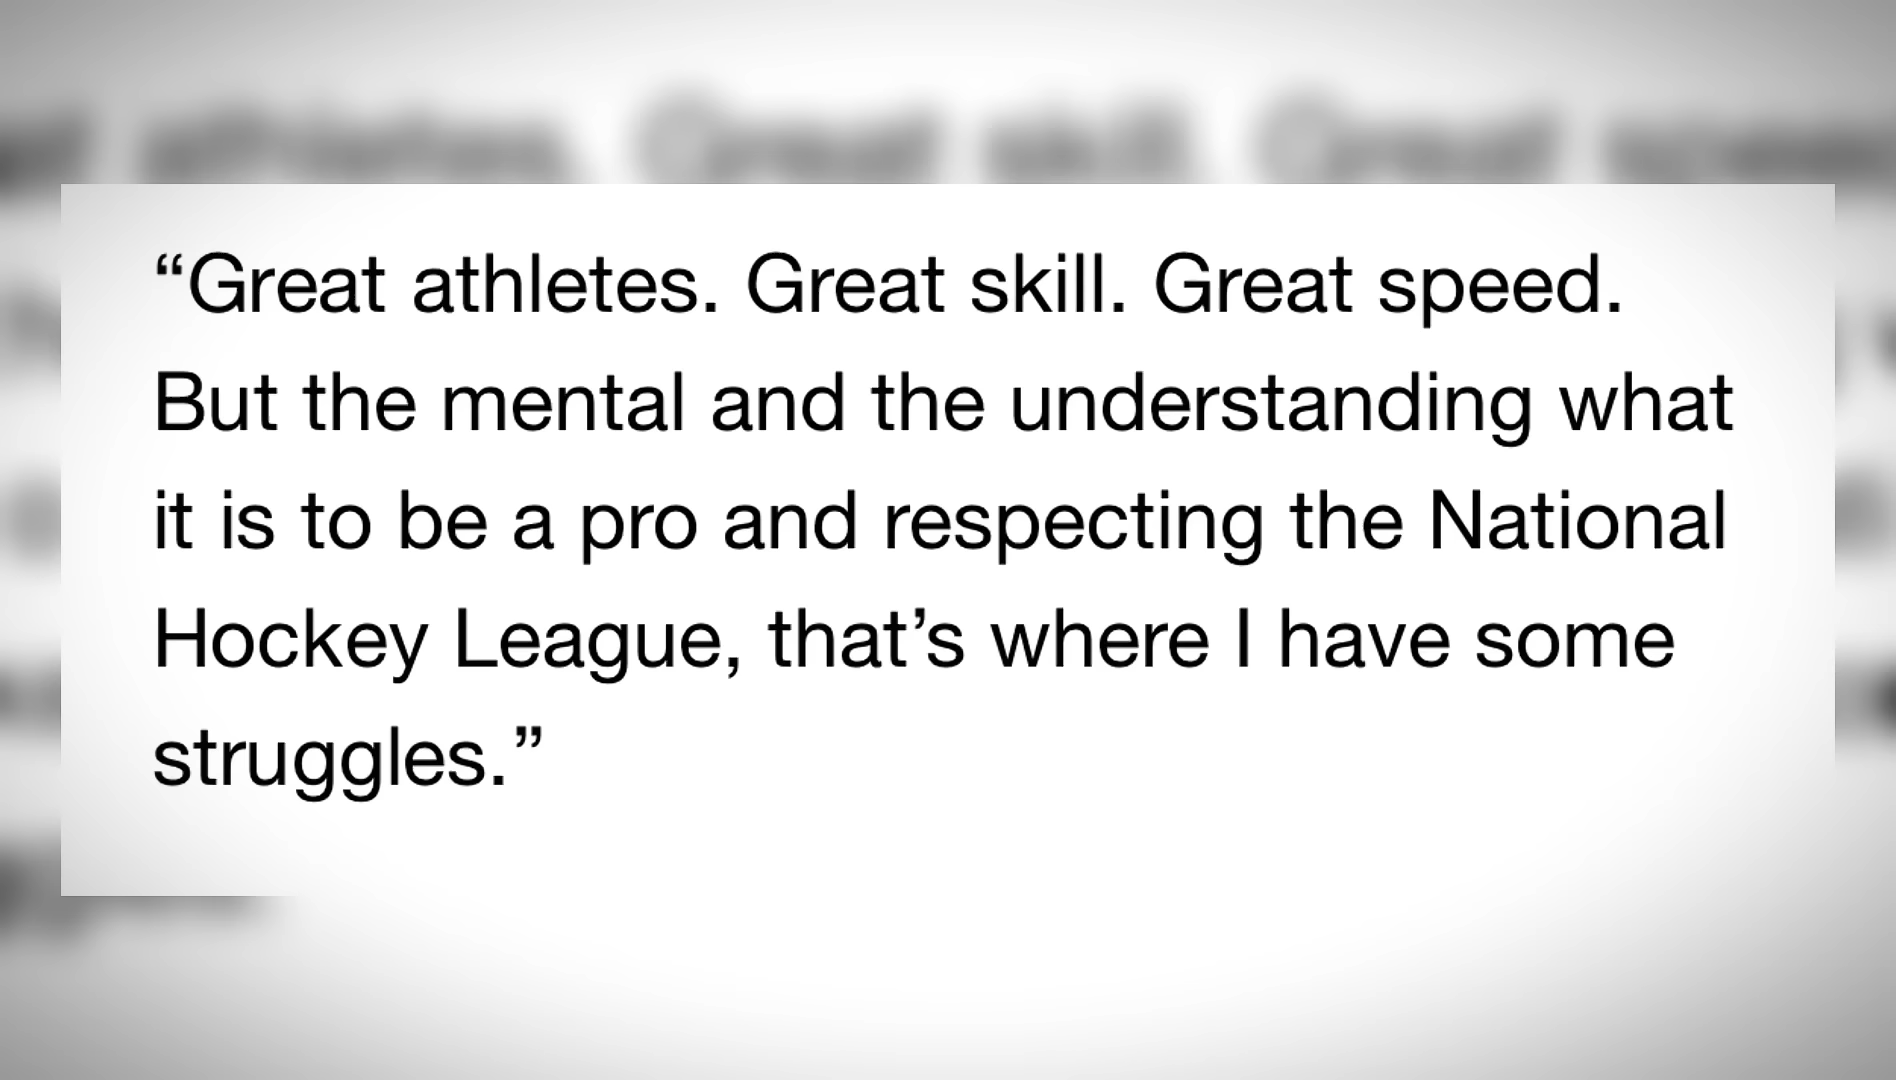 “Great athletes. Great skill. Great speed.
But the mental and the understanding what
it is to be a pro and respecting the National
Hockey League, that’s where I have some
struggles.”